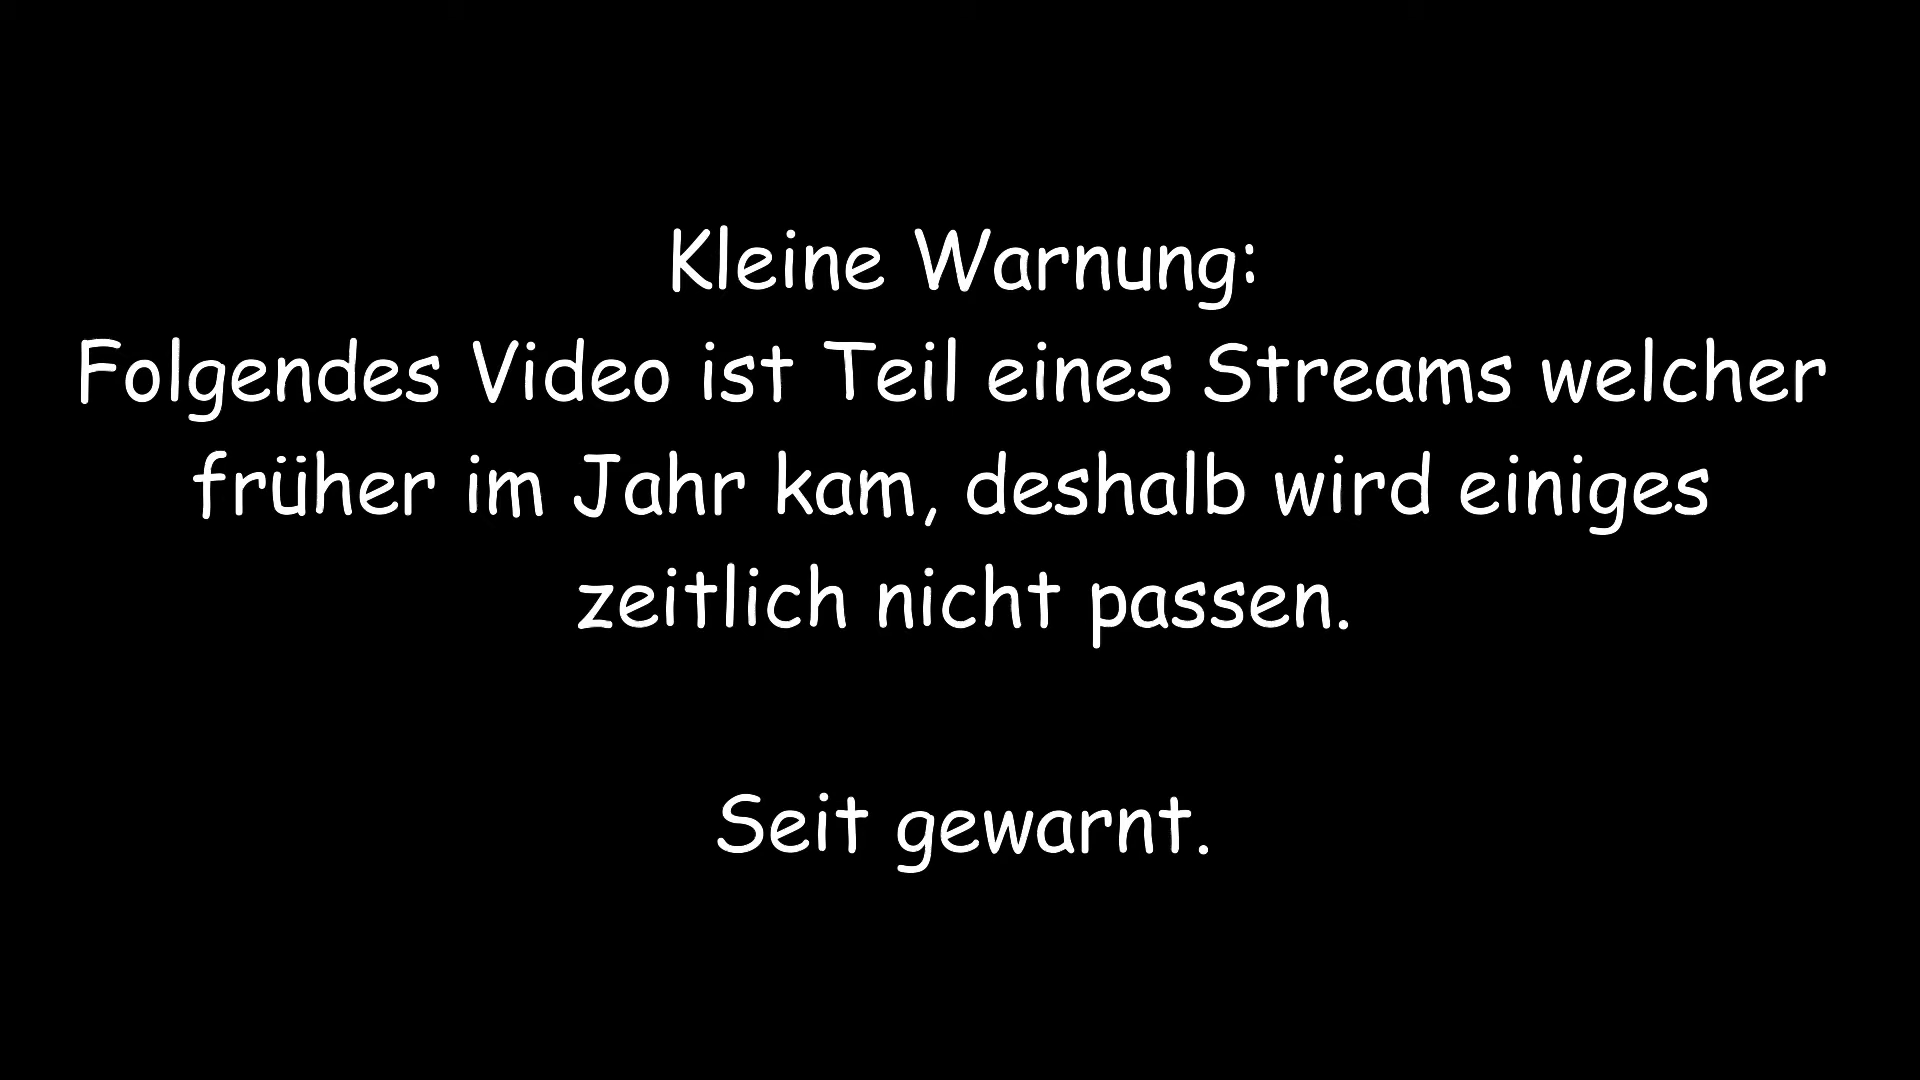 Kleine Warnung:
Folgendes Video ist Teil eines Streams welcher
früher im Jahr kam, deshalb wird einiges
zeitlich nicht passen.
Seit gewarnt.